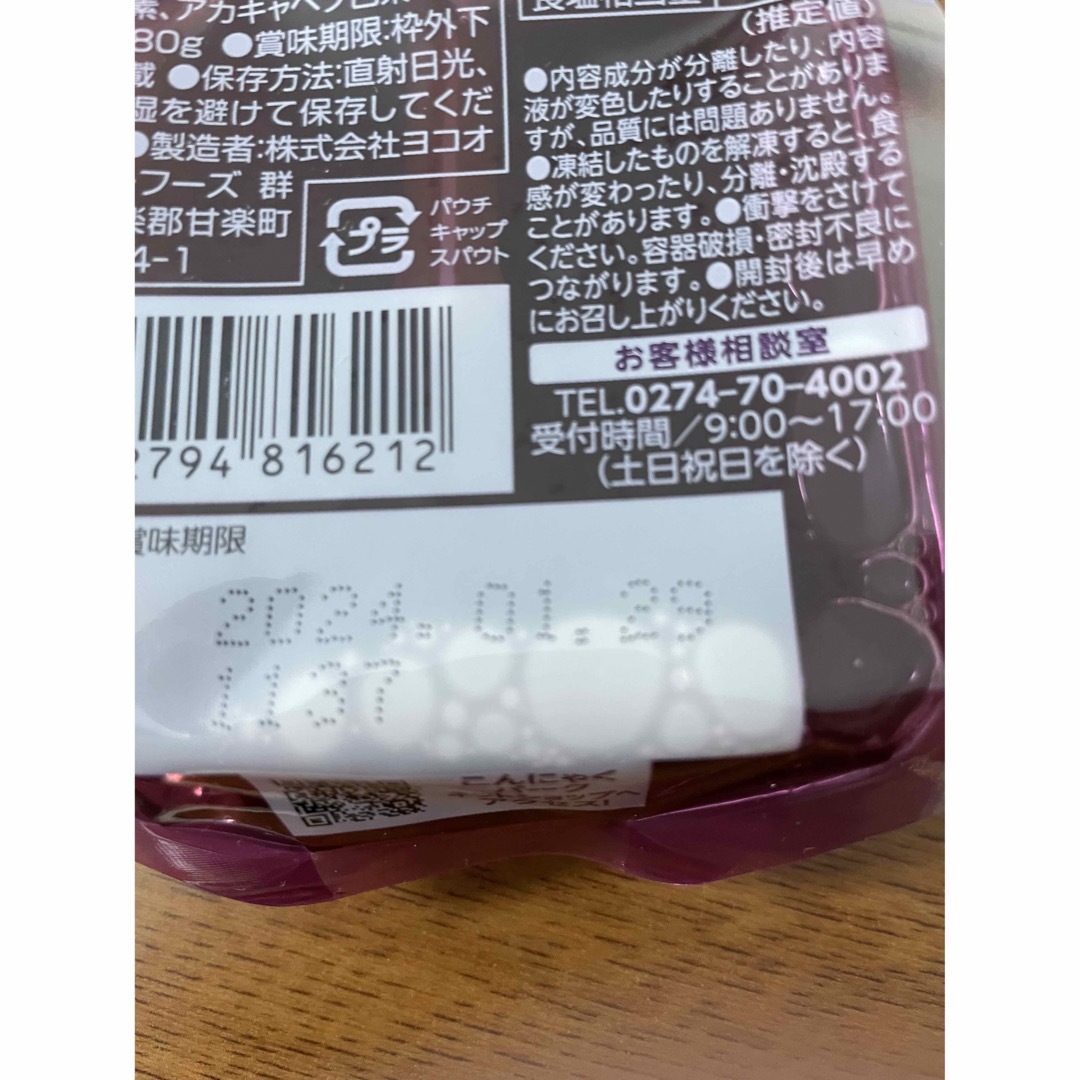 素、アカキャベツ色素
80g ●賞味期限:枠外下
載 ●保存方法:直射日光、
湿を避けて保存してくだ
●製造者:株式会社ヨコオ
フーズ 群
楽郡甘楽町
4-1
プラ
パウチ
キャップ
スパウト
食塩相当量
(推定値)
●内容成分が分離したり、内容
液が変色したりすることがありま
すが、品質には問題ありません。
●凍結したものを解凍すると、食
感が変わったり、分離・沈殿する
ことがあります。●衝撃をさけて
ください。容器破損・密封不良に
つながります。●開封後は早め
にお召し上がりください。
お客様相談室
TEL.0274-70-4002
受付時間/9:00〜17:00
(土日祝日を除く)
2794 816212
賞味期限
2024.01.29
1137
こんにゃく
パーク